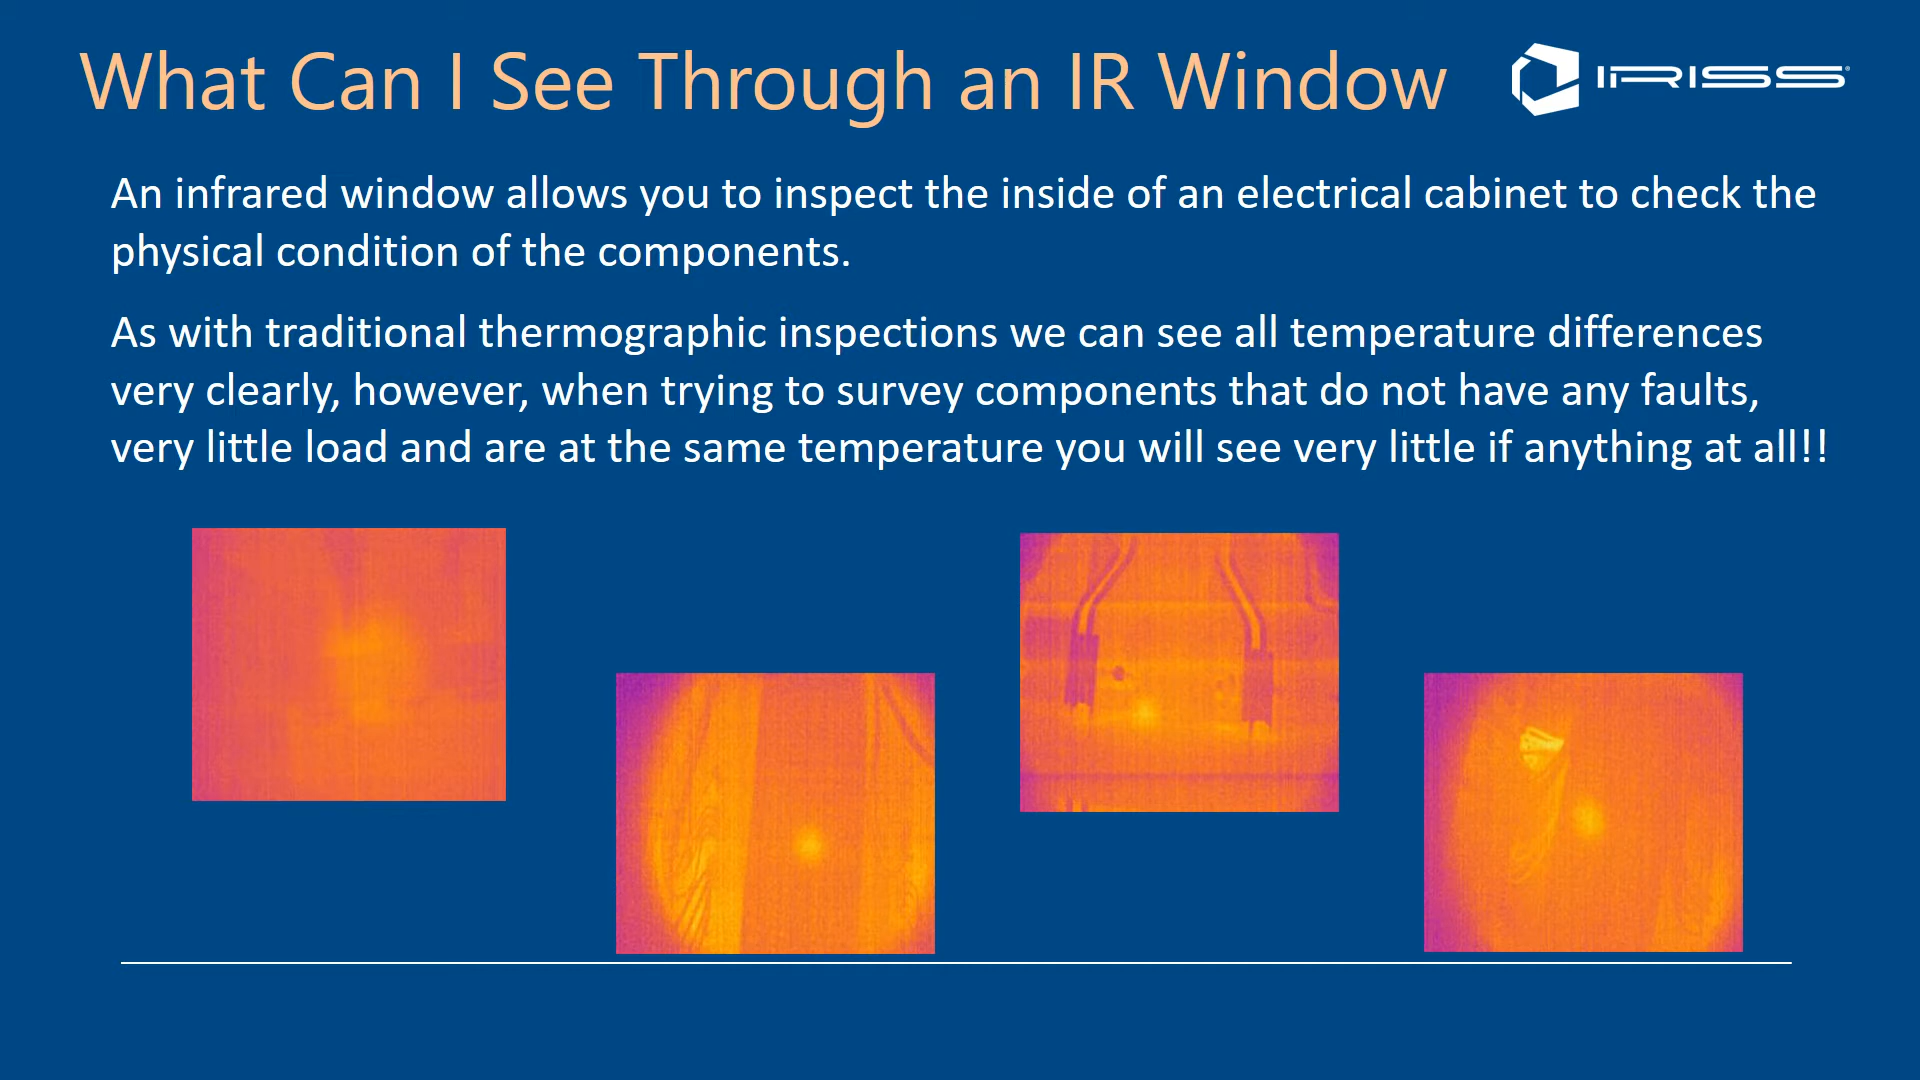 What Can I See Through an IR Window
IRISS®
An infrared window allows you to inspect the inside of an electrical cabinet to check the
physical condition of the components.
As with traditional thermographic inspections we can see all temperature differences
very clearly, however, when trying to survey components that do not have any faults,
very little load and are at the same temperature you will see very little if anything at all!!